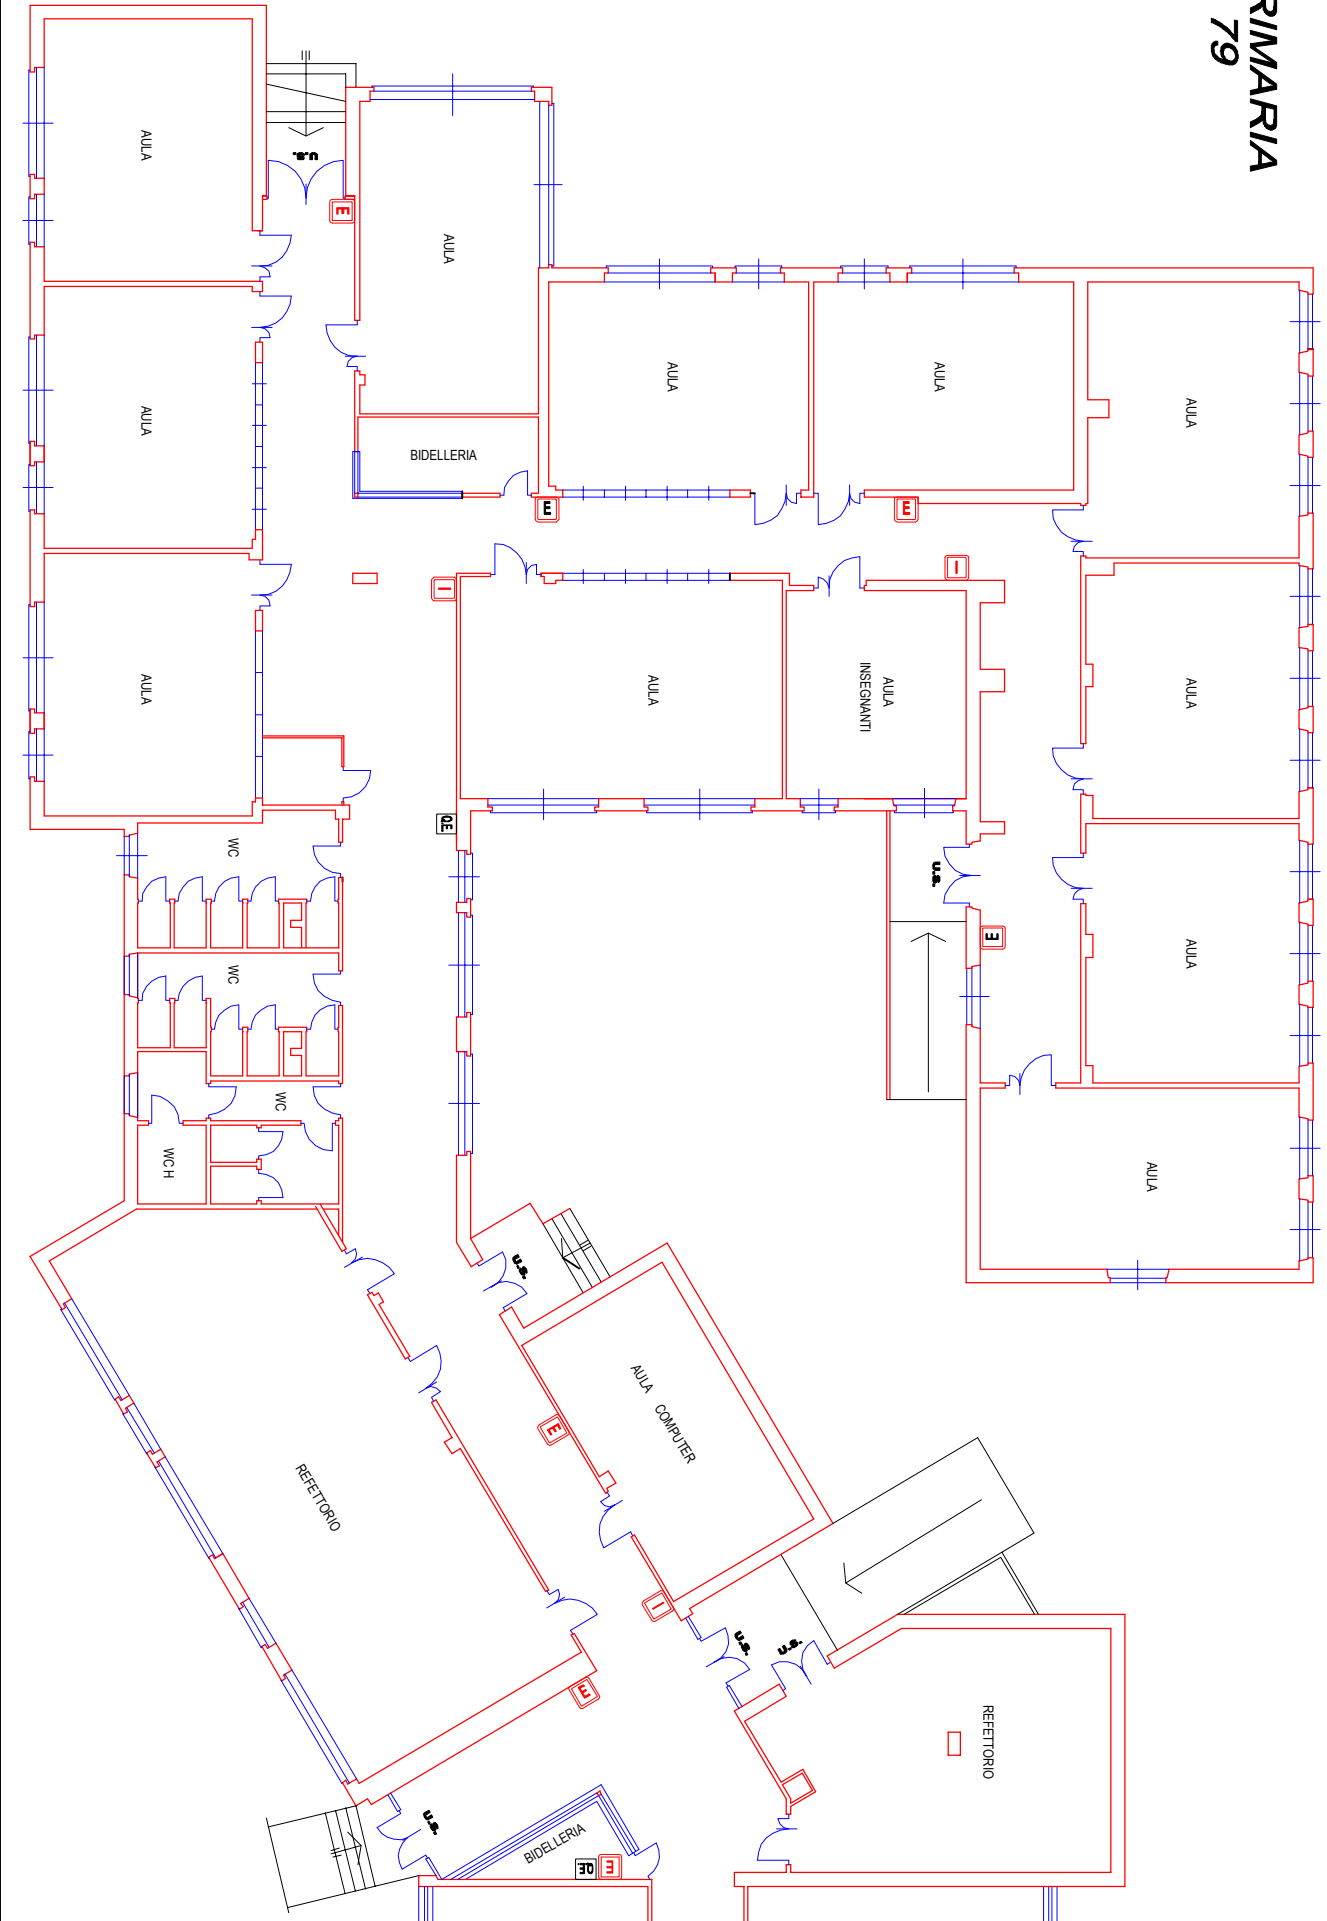 RIMARIA
79
AULA
u.s.
E
AULA
AULA
AULA
AULA
AULA
BIDELLERIA
E
E
I
I
AULA
AULA
AULA
INSEGNANTI
AULA
Q.E.
WC
u.s.
E
AULA
WC
WC
WC H
AULA
u.s.
AULA COMPUTER
E
REFETTORIO
I
u.s.
u.s.
E
REFETTORIO
u.s.
BIDELLERIA
Q.E.
E